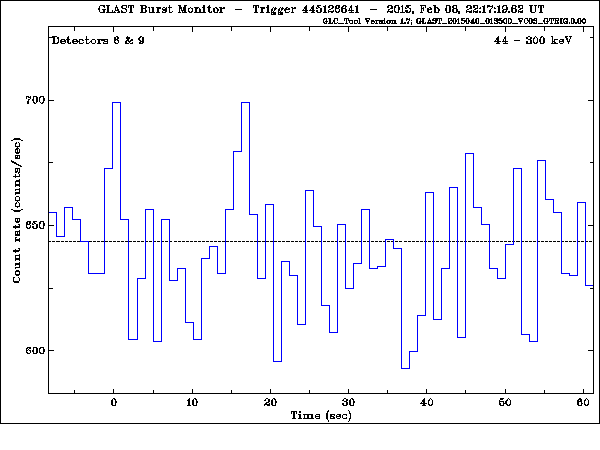 GLAST Burst Monitor - Trigger 445126641 - 2015, Feb 08, 22:17:19.62 UT
GLC_Tool Version 1.7; GLAST_2015040_013500_VC08_GTRIG.0.00
Detectors 6 & 9
44 - 300 keV
Count rate (counts/sec)
700
650
600
0 10 20 30 40 50 60
Time (sec)